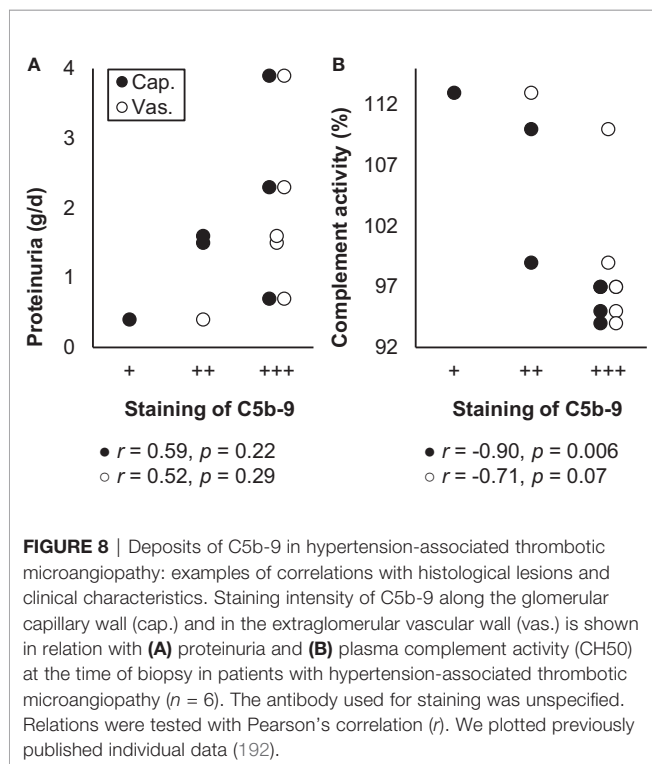 A
B
● Cap.
○ Vas.
Proteinuria (g/d)
4
3
2
1
0
+ ++ +++
Staining of C5b-9
● r = 0.59, p = 0.22
○ r = 0.52, p = 0.29
Complement activity (%)
112
107
102
97
92
+ ++ +++
Staining of C5b-9
● r = -0.90, p = 0.006
○ r = -0.71, p = 0.07
FIGURE 8 | Deposits of C5b-9 in hypertension-associated thrombotic
microangiopathy: examples of correlations with histological lesions and
clinical characteristics. Staining intensity of C5b-9 along the glomerular
capillary wall (cap.) and in the extraglomerular vascular wall (vas.) is shown
in relation with (A) proteinuria and (B) plasma complement activity (CH50)
at the time of biopsy in patients with hypertension-associated thrombotic
microangiopathy (n = 6). The antibody used for staining was unspecified.
Relations were tested with Pearson's correlation (r). We plotted previously
published individual data (192).